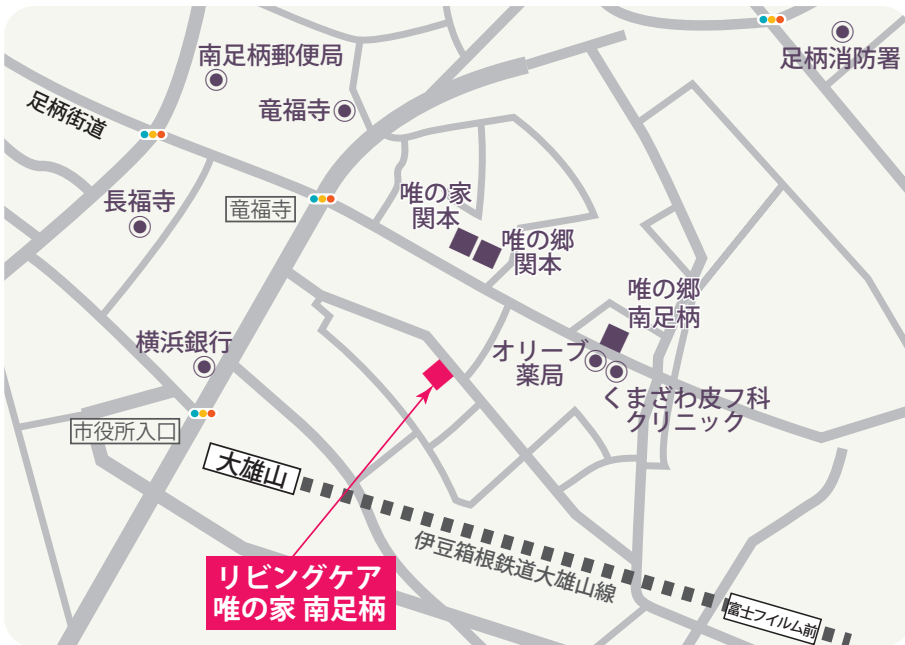 南足柄郵便局
足柄消防署
足柄街道
竜福寺
長福寺
竜福寺
唯の家
関本
唯の郷
関本
唯の郷
南足柄
横浜銀行
オリーブ
薬局
くまざわ皮フ科
クリニック
市役所入口
大雄山
伊豆箱根鉄道大雄山線
リビングケア
唯の家 南足柄
富士フイルム前